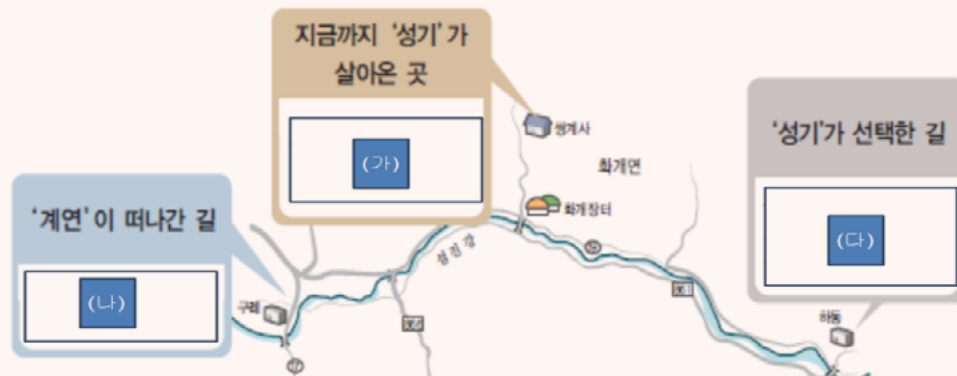 지금까지 '성기'가
살아온 곳
(가)
'계연'이 떠나간 길
(나)
'성기'가 선택한 길
(다)
쌍계사
화개면
화개장터
섬진강
구례
하동